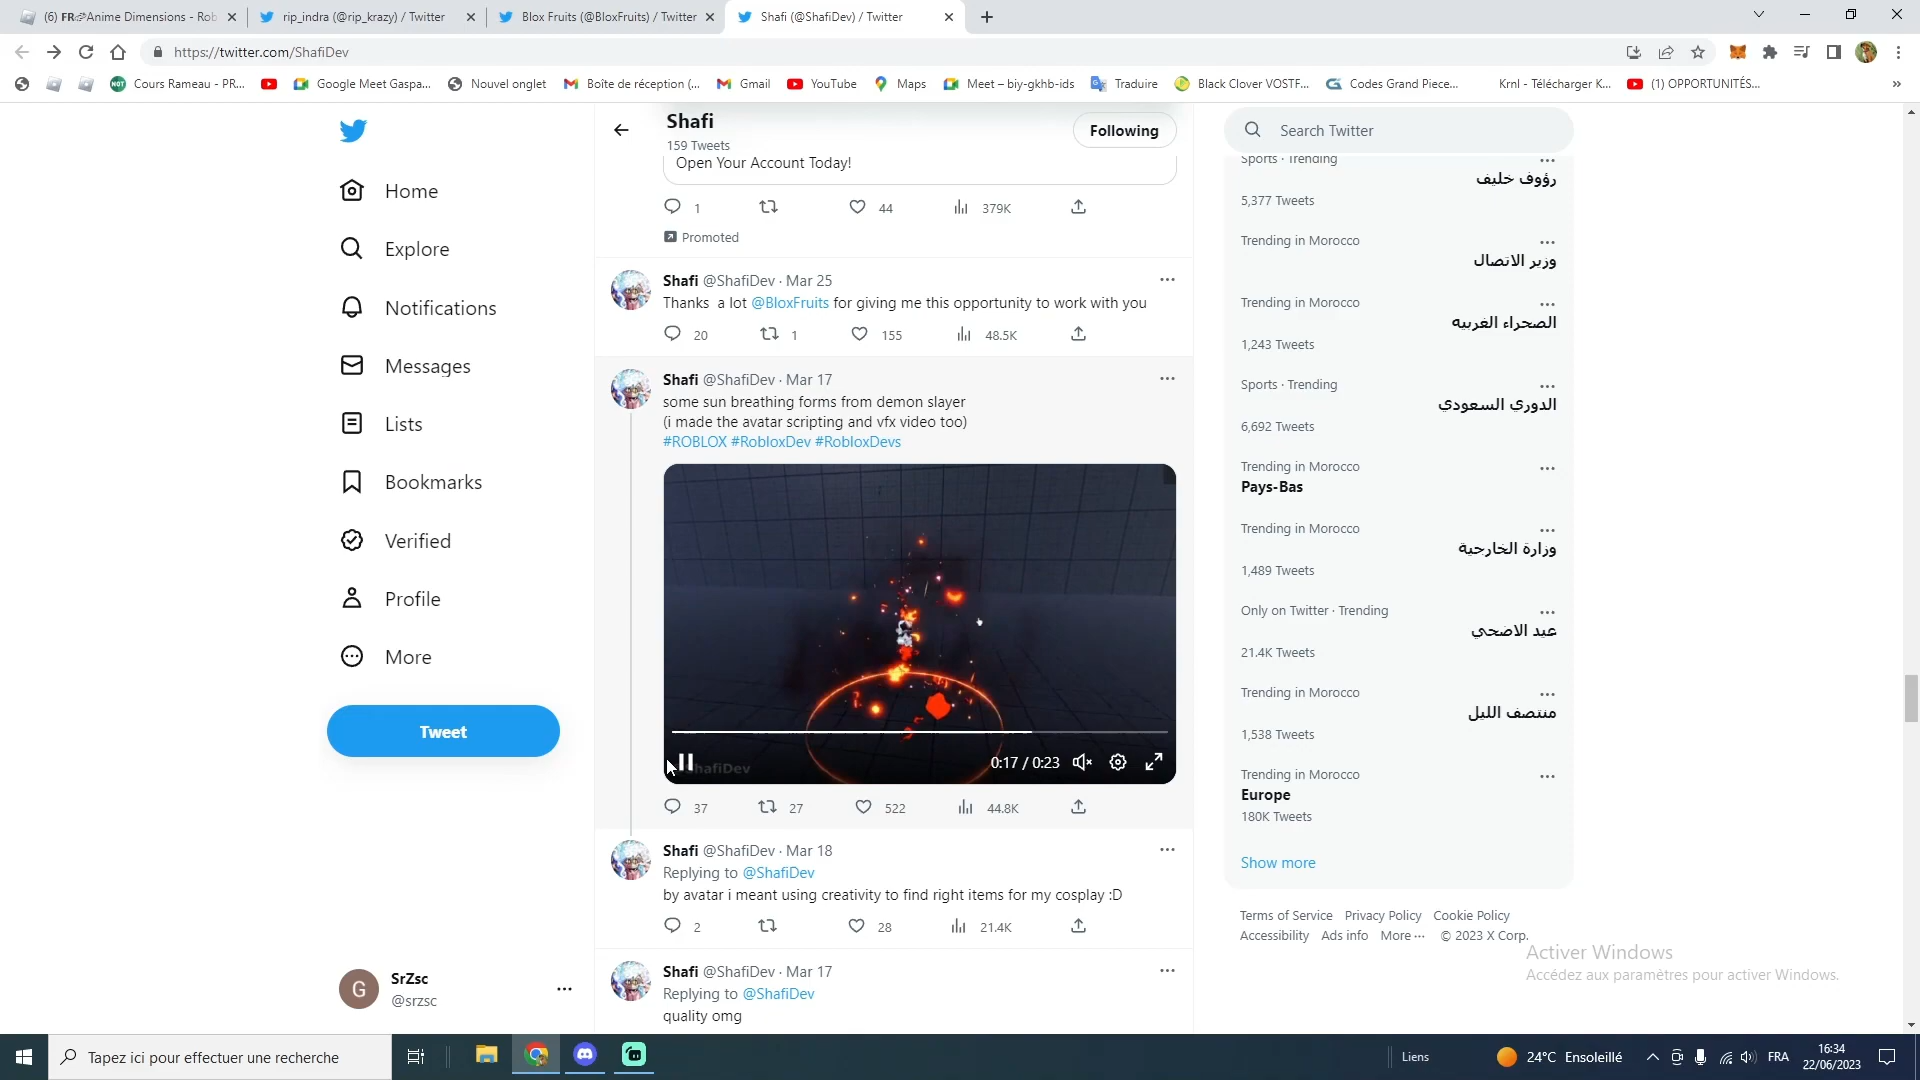 (6) FR Anime Dimensions - Rob
rip_indra (@rip_krazy) / Twitter
Blox Fruits (@BloxFruits) / Twitter
Shafi (@ShafiDev) / Twitter
https://twitter.com/ShafiDev
Cours Rameau - PR...
Google Meet Gaspa...
Nouvel onglet
Boîte de réception (...
Gmail
YouTube
Maps
Meet – biy-gkhb-ids
Traduire
Black Clover VOSTF...
Codes Grand Piece...
Krnl - Télécharger K...
(1) OPPORTUNITÉS...
Home
Explore
Notifications
Messages
Lists
Bookmarks
Verified
Profile
More
Tweet
G
SrZsc
@srzsc
Shafi
159 Tweets
Following
Open Your Account Today!
1
44
379K
Promoted
Shafi @ShafiDev · Mar 25
Thanks a lot @BloxFruits for giving me this opportunity to work with you
20
1
155
48.5K
Shafi @ShafiDev · Mar 17
some sun breathing forms from demon slayer
(i made the avatar scripting and vfx video too)
#ROBLOX #RobloxDev #RobloxDevs
hafiDev
0:17 / 0:23
37
27
522
44.8K
Shafi @ShafiDev · Mar 18
Replying to @ShafiDev
by avatar i meant using creativity to find right items for my cosplay :D
2
28
21.4K
Shafi @ShafiDev · Mar 17
Replying to @ShafiDev
quality omg
Search Twitter
Sports · Trending
رؤوف خليف
5,377 Tweets
Trending in Morocco
وزير الاتصال
Trending in Morocco
الصحراء الغربيه
1,243 Tweets
Sports · Trending
الدوري السعودي
6,692 Tweets
Trending in Morocco
Pays-Bas
Trending in Morocco
وزارة الخارجية
1,489 Tweets
Only on Twitter · Trending
عيد الاضحي
21.4K Tweets
Trending in Morocco
منتصف الليل
1,538 Tweets
Trending in Morocco
Europe
180K Tweets
Show more
Terms of Service Privacy Policy Cookie Policy
Accessibility Ads info More ··· © 2023 X Corp.
Activer Windows
Accédez aux paramètres pour activer Windows.
Tapez ici pour effectuer une recherche
Liens
24°C Ensoleillé
FRA
16:34
22/06/2023